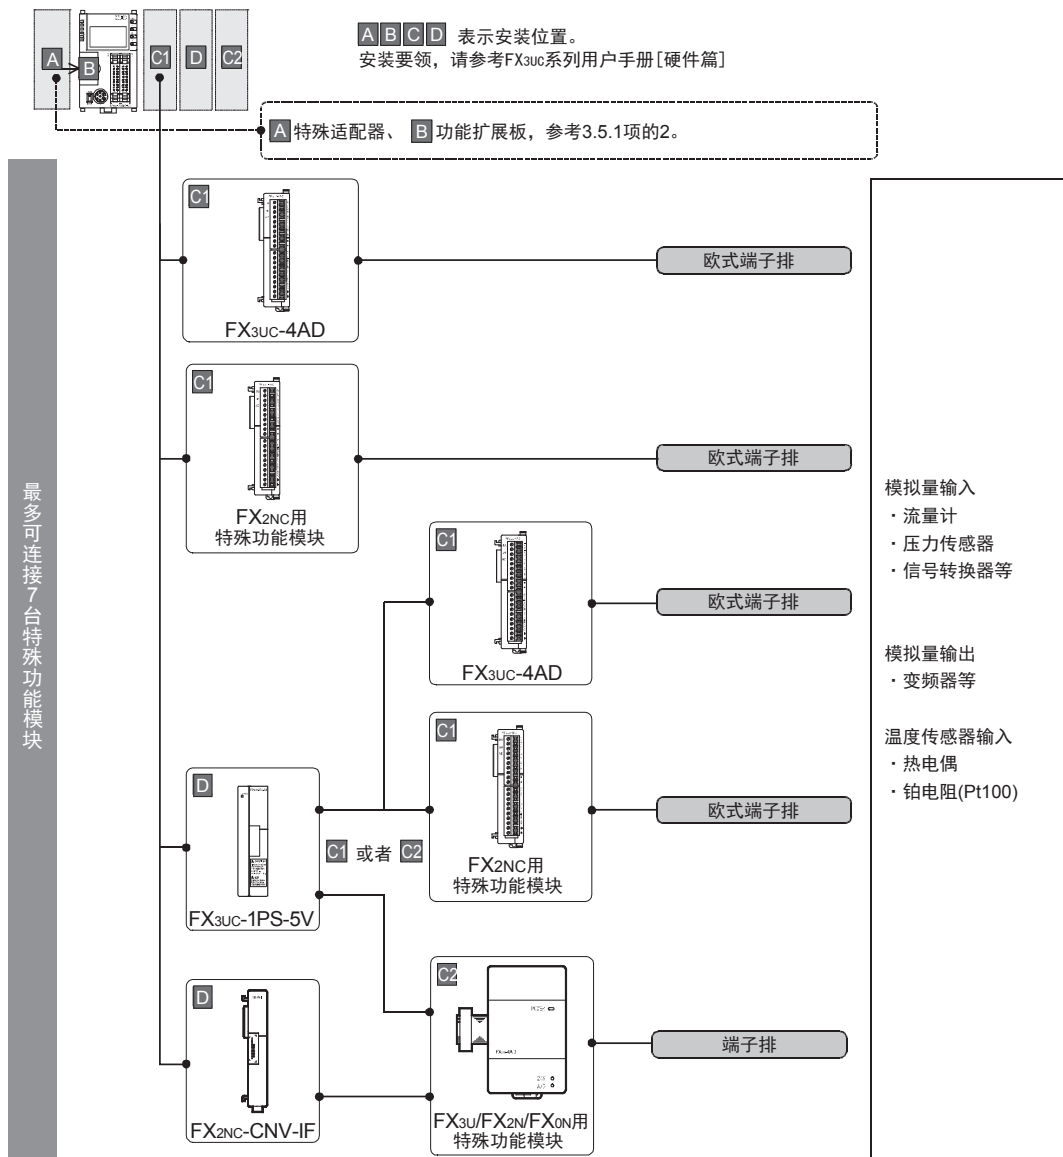 A B C D 表示安装位置。
安装要领，请参考FX3UC系列用户手册[硬件篇]
A B C1 D C2
A 特殊适配器、 B 功能扩展板，参考3.5.1项的2。
最多可连接7台特殊功能模块
C1
FX3UC-4AD
欧式端子排
C1
FX2NC用
特殊功能模块
欧式端子排
C1
FX3UC-4AD
欧式端子排
C1
FX2NC用
特殊功能模块
欧式端子排
D
FX3UC-1PS-5V
C1 或者 C2
D
FX2NC-CNV-IF
C2
POWER
24V
A/D
FX3U/FX2N/FX0N用
特殊功能模块
端子排
模拟量输入
・流量计
・压力传感器
・信号转换器等
模拟量输出
・变频器等
温度传感器输入
・热电偶
・铂电阻(Pt100)